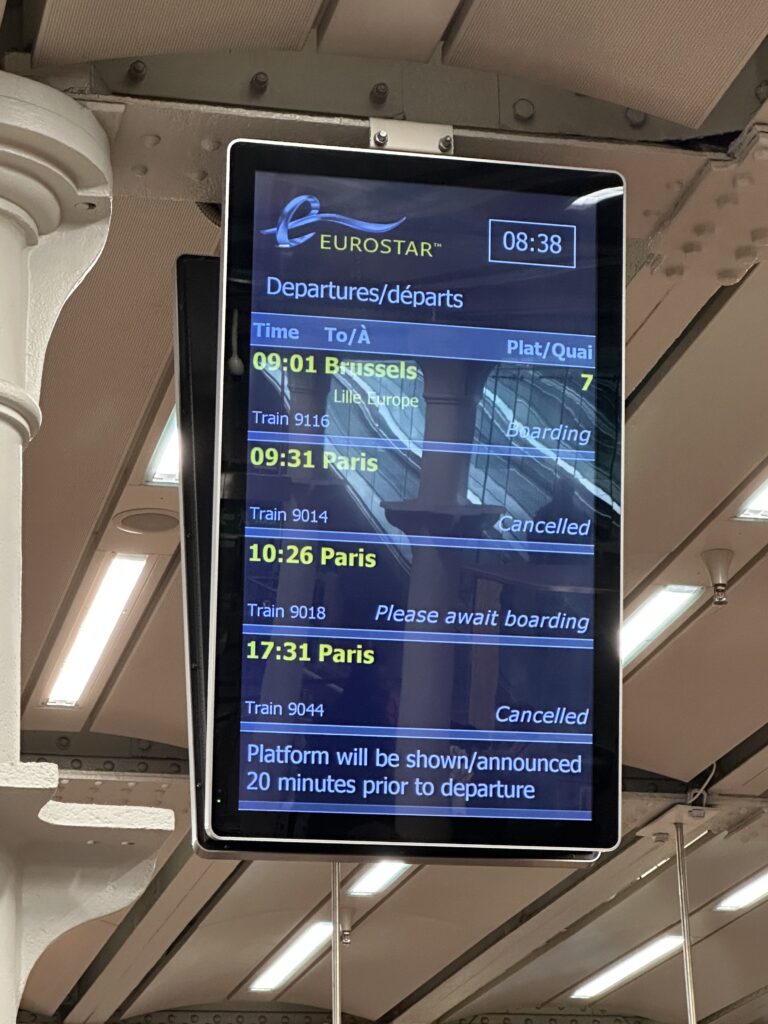 EUROSTAR™
08:38
Departures/départs
Time To/À Plat/Quai
09:01 Brussels 7
Lille Europe
Train 9116 Boarding
09:31 Paris
Train 9014 Cancelled
10:26 Paris
Train 9018 Please await boarding
17:31 Paris
Train 9044 Cancelled
Platform will be shown/announced
20 minutes prior to departure